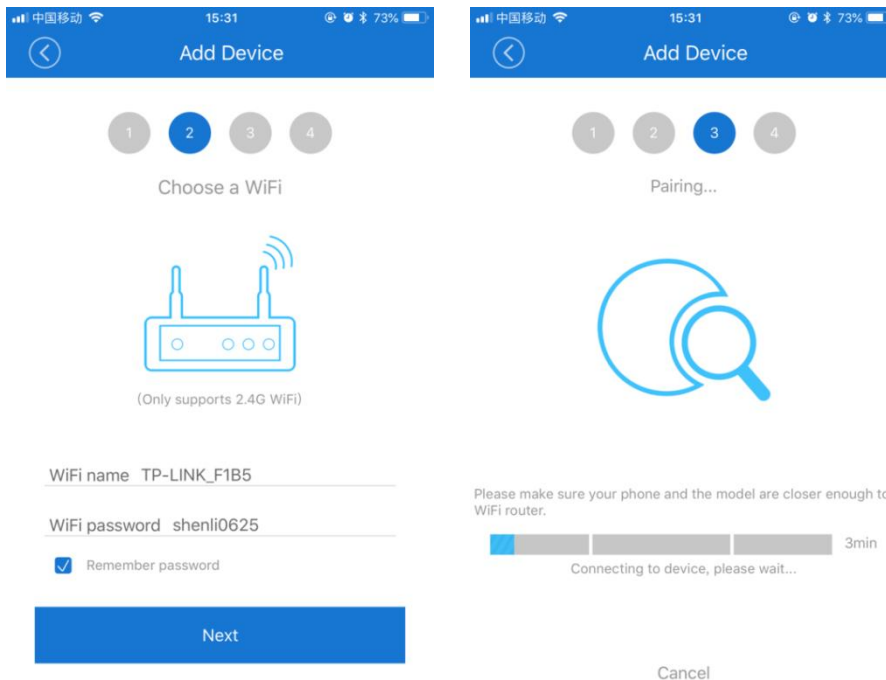 中国移动 15:31 73%
Add Device
1 2 3 4
Choose a WiFi
(Only supports 2.4G WiFi)
WiFi name TP-LINK_F1B5
WiFi password shenli0625
Remember password
Next
中国移动 15:31 73%
Add Device
1 2 3 4
Pairing...
Please make sure your phone and the model are closer enough to
WiFi router.
3min
Connecting to device, please wait...
Cancel